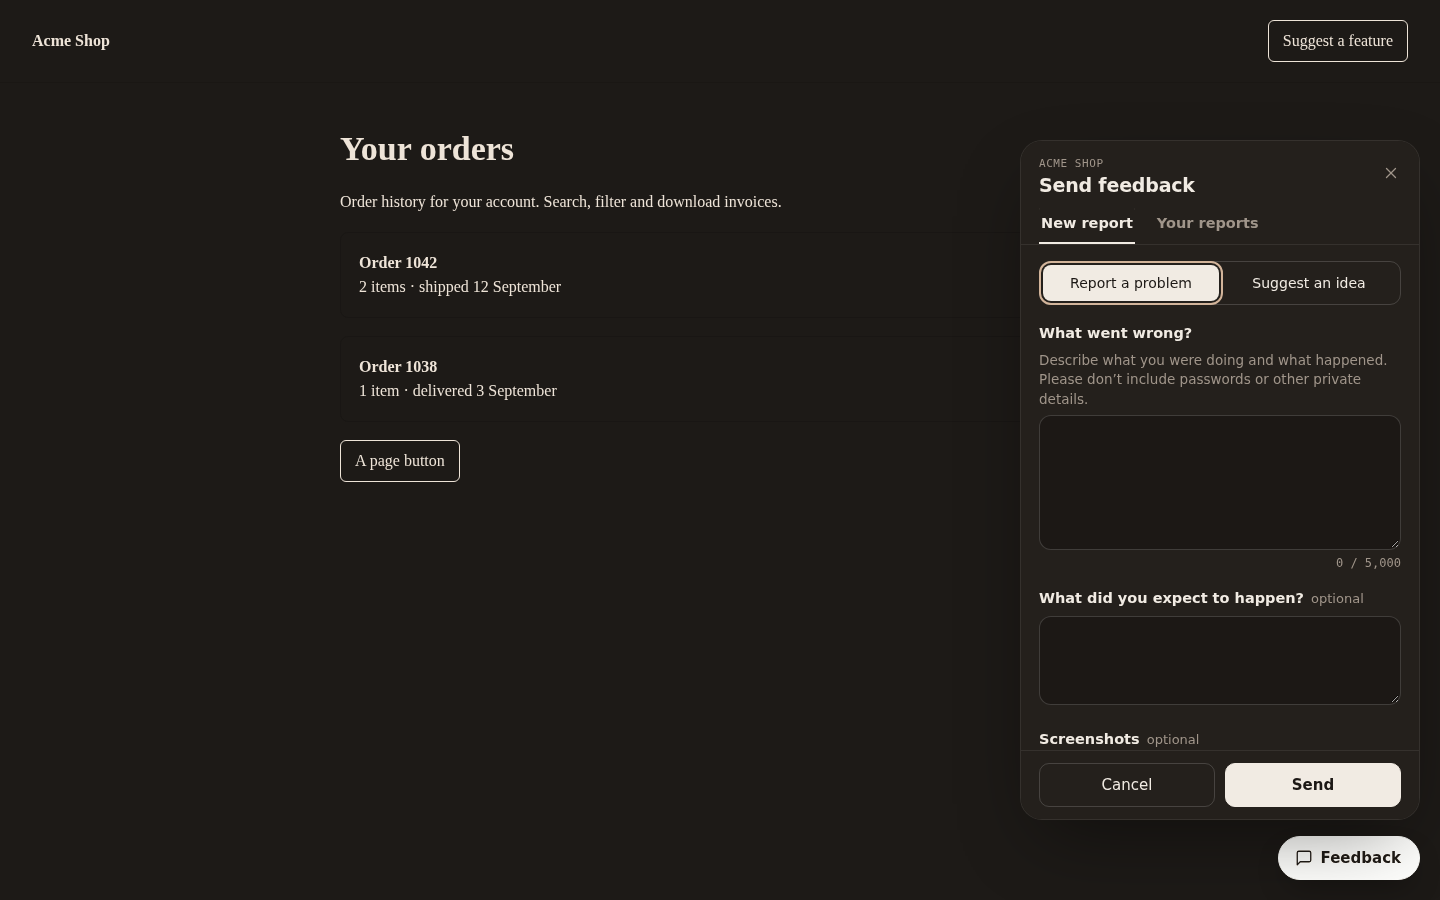 Acme Shop
Suggest a feature
Your orders
Order history for your account. Search, filter and download invoices.
Order 1042
2 items · shipped 12 September
Order 1038
1 item · delivered 3 September
A page button
ACME SHOP
Send feedback
New report
Your reports
Report a problem
Suggest an idea
What went wrong?
Describe what you were doing and what happened.
Please don’t include passwords or other private
details.
0 / 5,000
What did you expect to happen? optional
Screenshots optional
Cancel
Send
Feedback